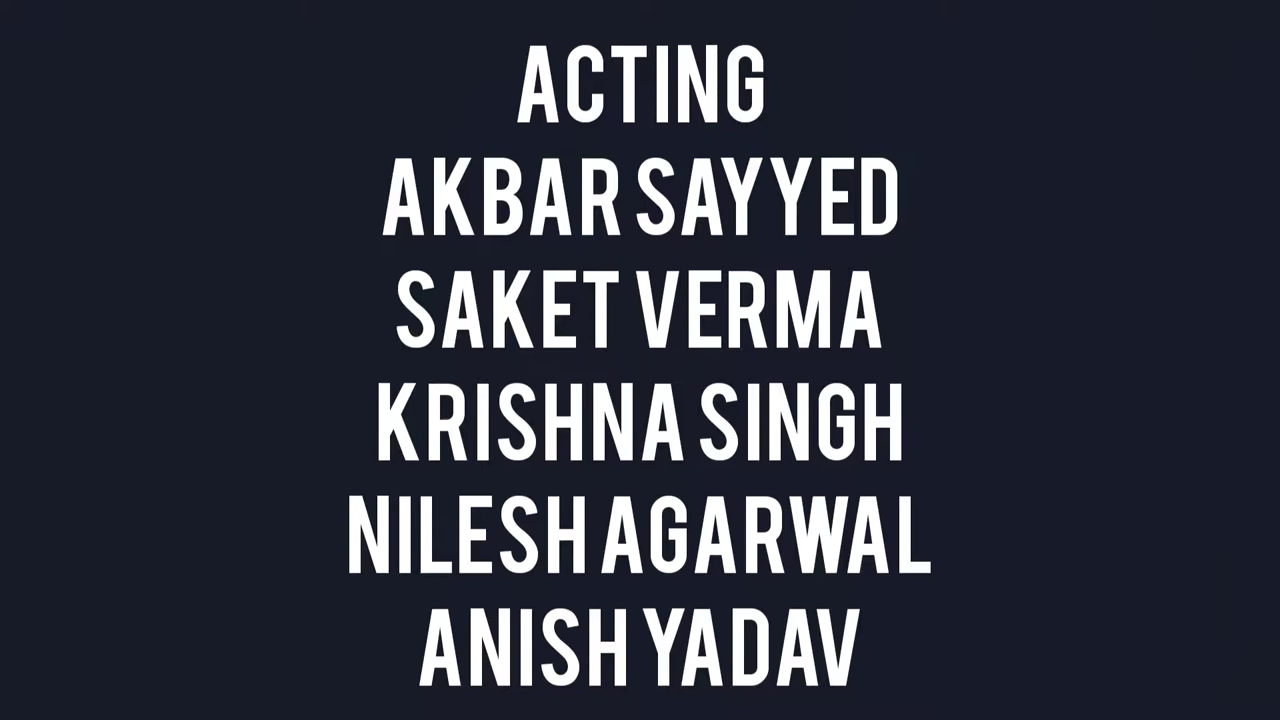 ACTING
AKBAR SAYYED
SAKET VERMA
KRISHNA SINGH
NILESH AGARWAL
ANISH YADAV